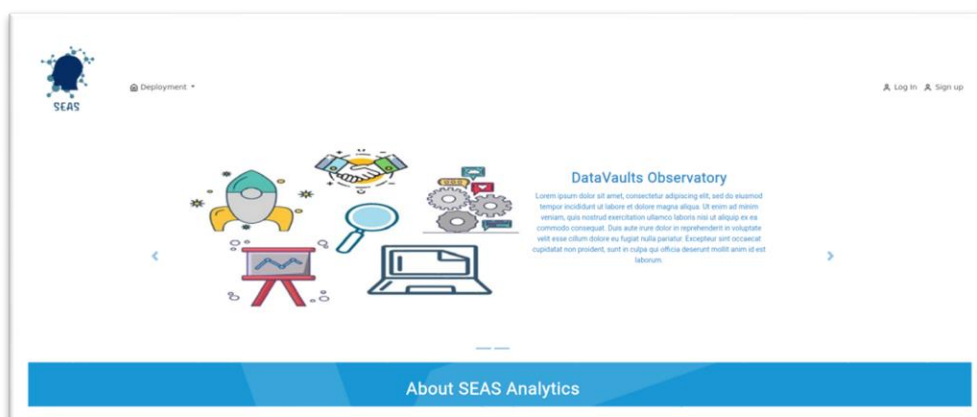 SEAS
Deployment
Log In
Sign up
DataVaults Observatory
Lorem ipsum dolor sit amet, consectetur adipiscing elit, sed do eiusmod
tempor incididunt ut labore et dolore magna aliqua. Ut enim ad minim
veniam, quis nostrud exercitation ullamco laboris nisi ut aliquip ex ea
commodo consequat. Duis aute irure dolor in reprehenderit in voluptate
velit esse cillum dolore eu fugiat nulla pariatur. Excepteur sint occaecat
cupidatat non proident, sunt in culpa qui officia deserunt mollit anim id est
laborum.
About SEAS Analytics